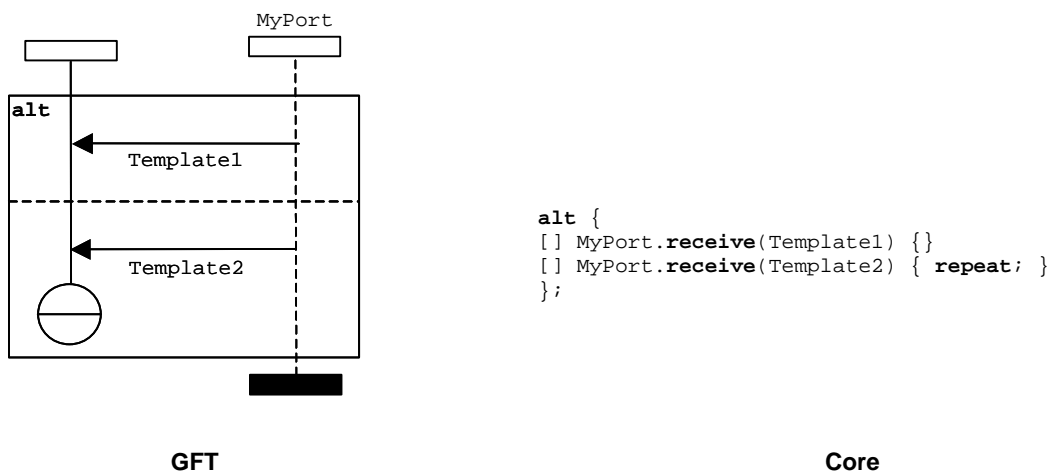 MyPort
alt
Template1
Template2
alt {
[] MyPort.receive(Template1) {}
[] MyPort.receive(Template2) { repeat; }
};
GFT
Core